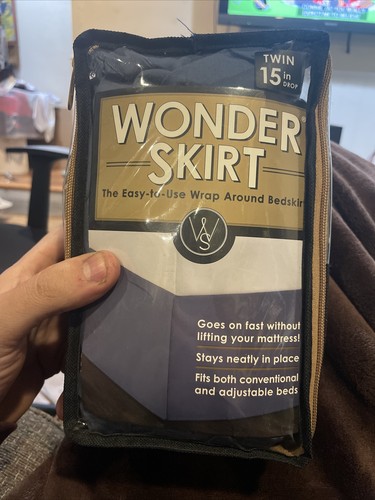 TWIN
15 in
DROP
WONDER
SKIRT
The Easy-to-Use Wrap Around Bedskir
WS
Goes on fast without
lifting your mattress!
Stays neatly in place
Fits both conventional
and adjustable beds